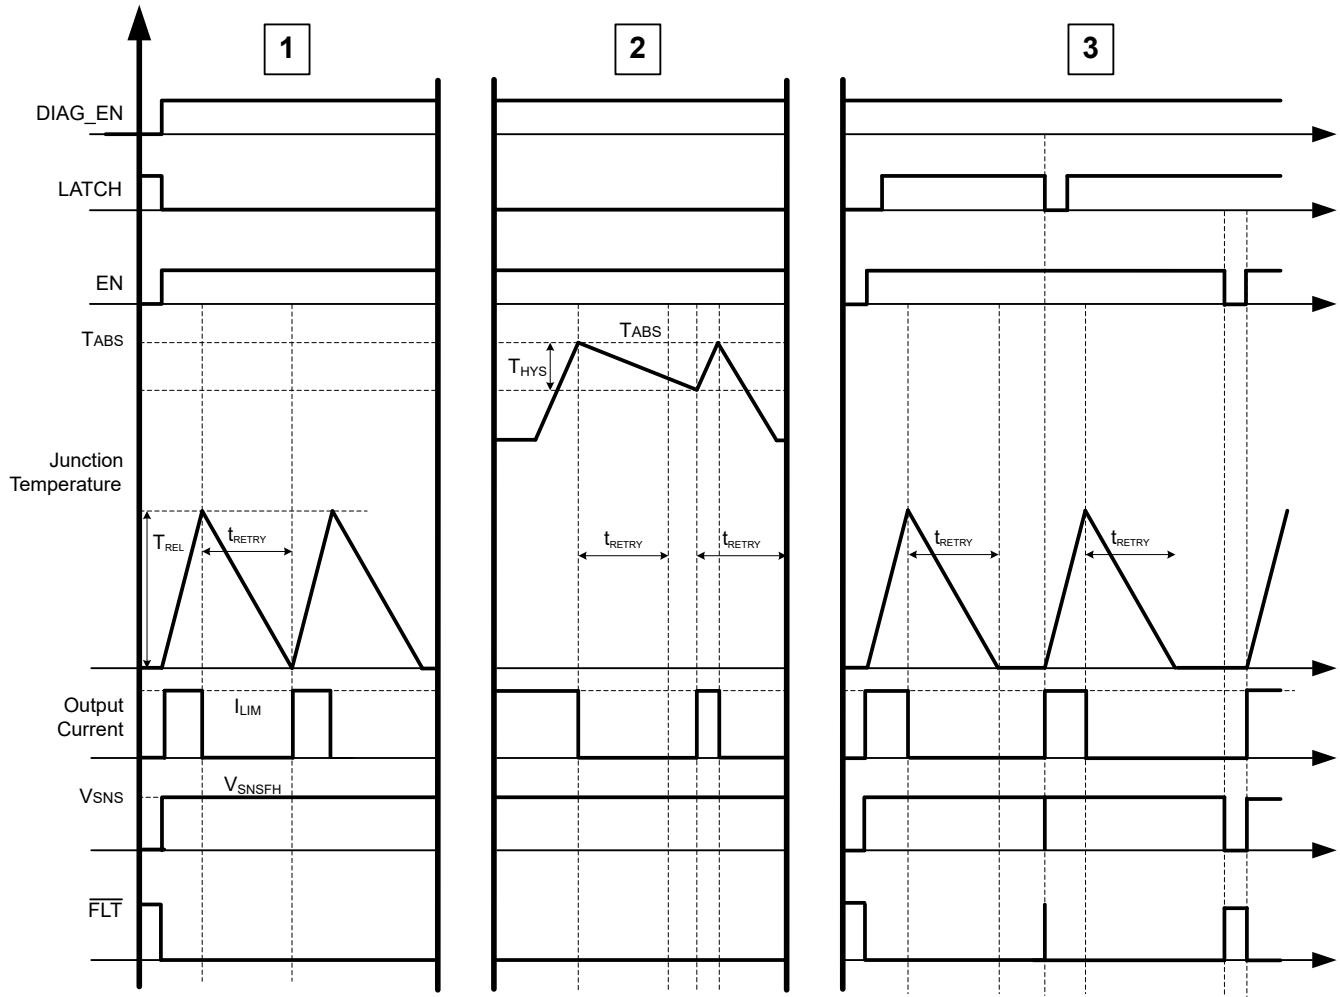 1
2
3
DIAG_EN
LATCH
EN
TABS
TABS
THYS
Junction
Temperature
TREL
tRETRY
tRETRY
tRETRY
tRETRY
tRETRY
Output
Current
ILIM
VSNS
VSNSFH
FLT